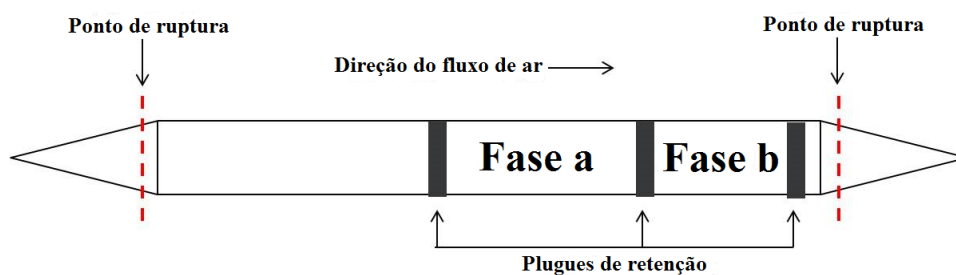 Ponto de ruptura
Ponto de ruptura
Direção do fluxo de ar
Fase a
Fase b
Plugues de retenção